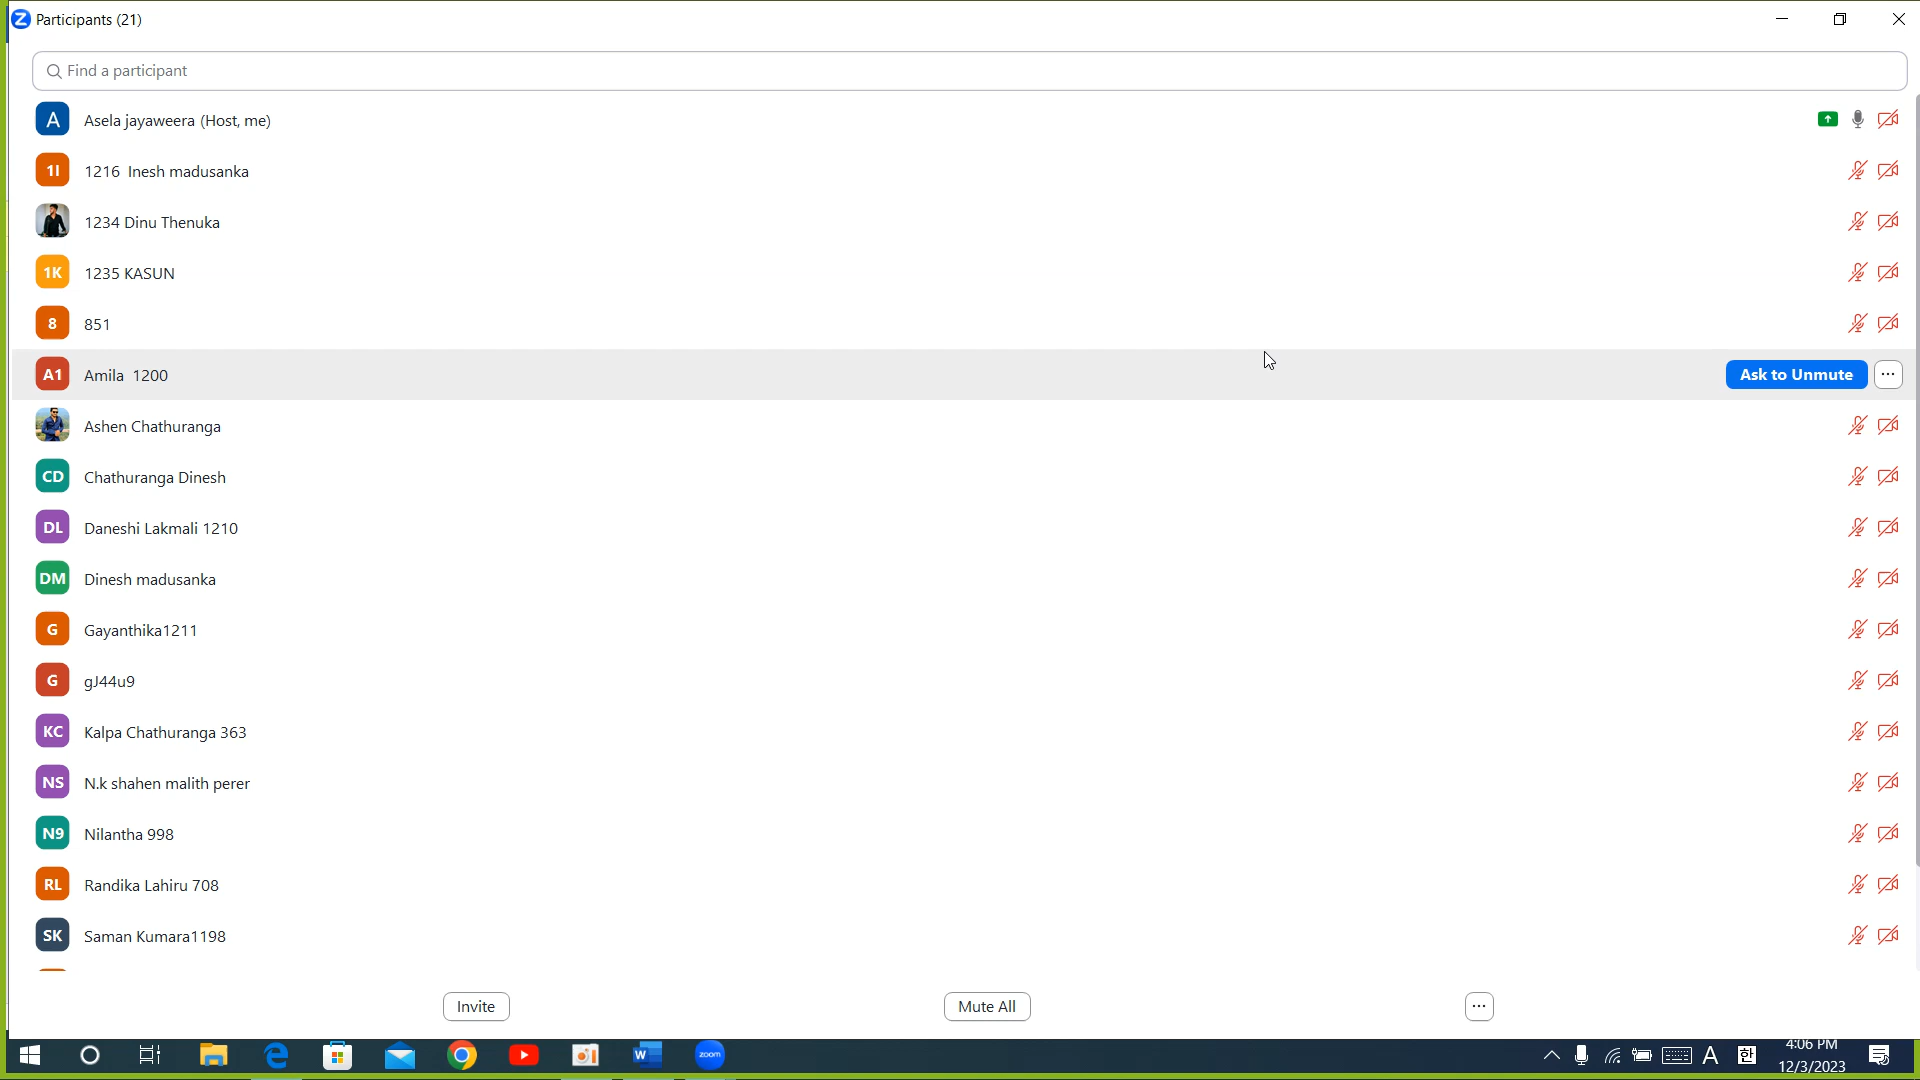 Z Participants (21)
Find a participant
A Asela jayaweera (Host, me)
1I 1216 Inesh madusanka
1234 Dinu Thenuka
1K 1235 KASUN
8 851
A1 Amila 1200 Ask to Unmute ...
Ashen Chathuranga
CD Chathuranga Dinesh
DL Daneshi Lakmali 1210
DM Dinesh madusanka
G Gayanthika1211
G gJ44u9
KC Kalpa Chathuranga 363
NS N.k shahen malith perer
N9 Nilantha 998
RL Randika Lahiru 708
SK Saman Kumara1198
Invite Mute All ...
W zoom A 한 4:06 PM
12/3/2023